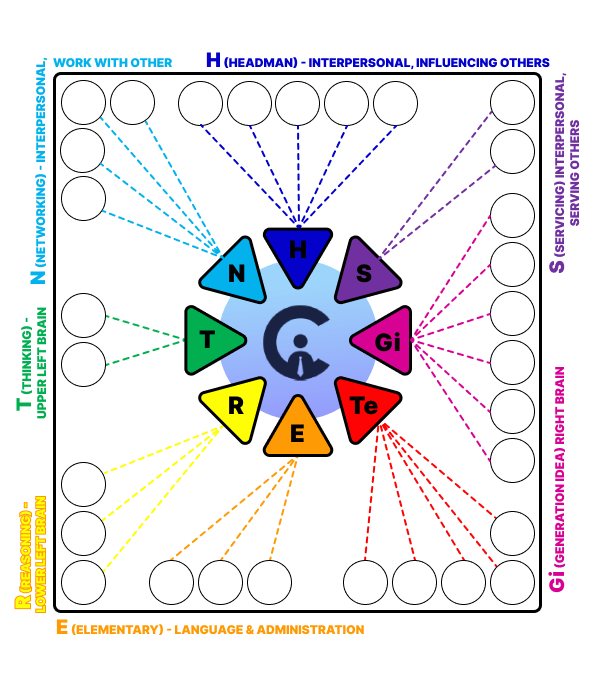 WORK WITH OTHER
H (HEADMAN) - INTERPERSONAL, INFLUENCING OTHERS
N (NETWORKING) - INTERPERSONAL,
S (SERVICING) INTERPERSONAL,
SERVING OTHERS
H
N
S
T (THINKING) -
UPPER LEFT BRAIN
T
Gi
Gi (GENERATION IDEA) RIGHT BRAIN
R
Te
E
R (REASONING) -
LOWER LEFT BRAIN
E (ELEMENTARY) - LANGUAGE & ADMINISTRATION